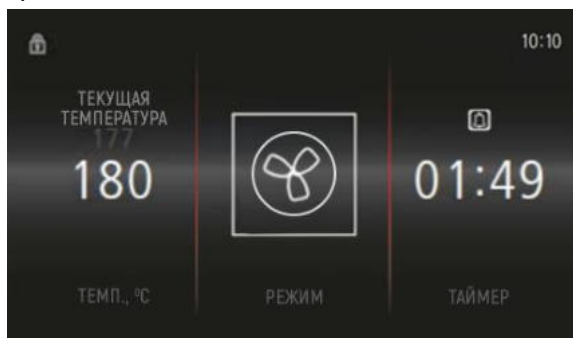 10:10
ТЕКУЩАЯ
ТЕМПЕРАТУРА
177
180
01:49
ТЕМП., ºC
РЕЖИМ
ТАЙМЕР